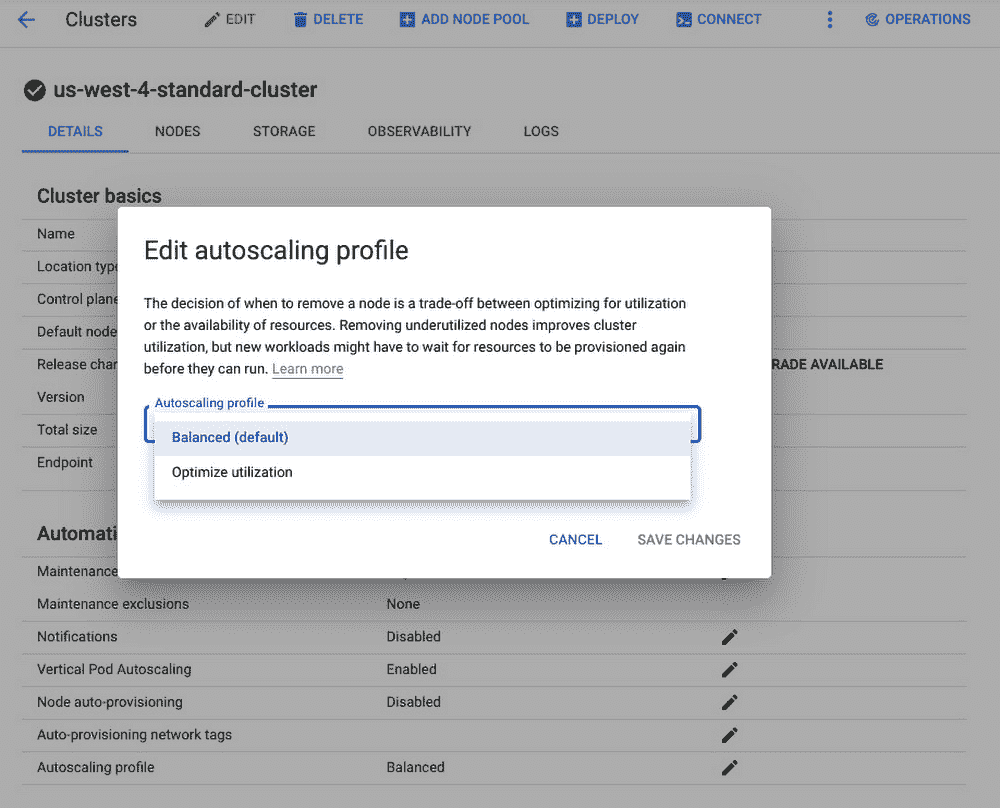 Clusters EDIT DELETE ADD NODE POOL DEPLOY CONNECT OPERATIONS
us-west-4-standard-cluster
DETAILS NODES STORAGE OBSERVABILITY LOGS
Cluster basics
Name
Location type
Control plane
Default node
Release chan
RADE AVAILABLE
Version
Total size
Endpoint
Edit autoscaling profile
The decision of when to remove a node is a trade-off between optimizing for utilization
or the availability of resources. Removing underutilized nodes improves cluster
utilization, but new workloads might have to wait for resources to be provisioned again
before they can run. Learn more
Autoscaling profile
Balanced (default)
Optimize utilization
CANCEL SAVE CHANGES
Automati
Maintenance
Maintenance exclusions None
Notifications Disabled
Vertical Pod Autoscaling Enabled
Node auto-provisioning Disabled
Auto-provisioning network tags
Autoscaling profile Balanced